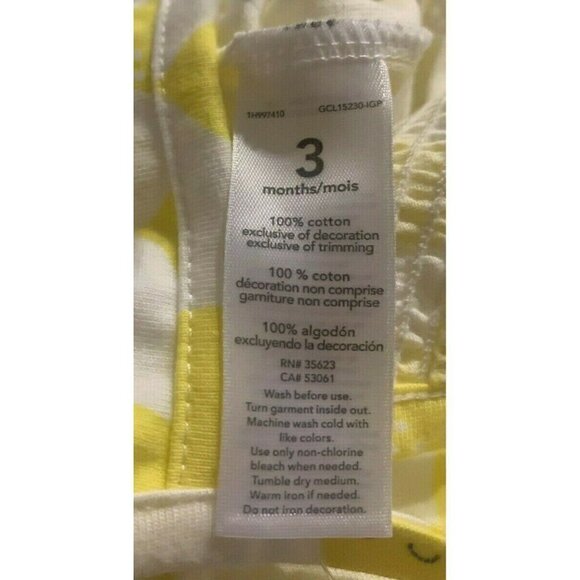 1H997410 GCL15230-IGP
3
months/mois
100% cotton
exclusive of decoration
exclusive of trimming
100 % coton
décoration non comprise
garniture non comprise
100% algodón
excluyendo la decoración
RN# 35623
CA# 53061
Wash before use.
Turn garment inside out.
Machine wash cold with
like colors.
Use only non-chlorine
bleach when needed.
Tumble dry medium.
Warm iron if needed.
Do not iron decoration.